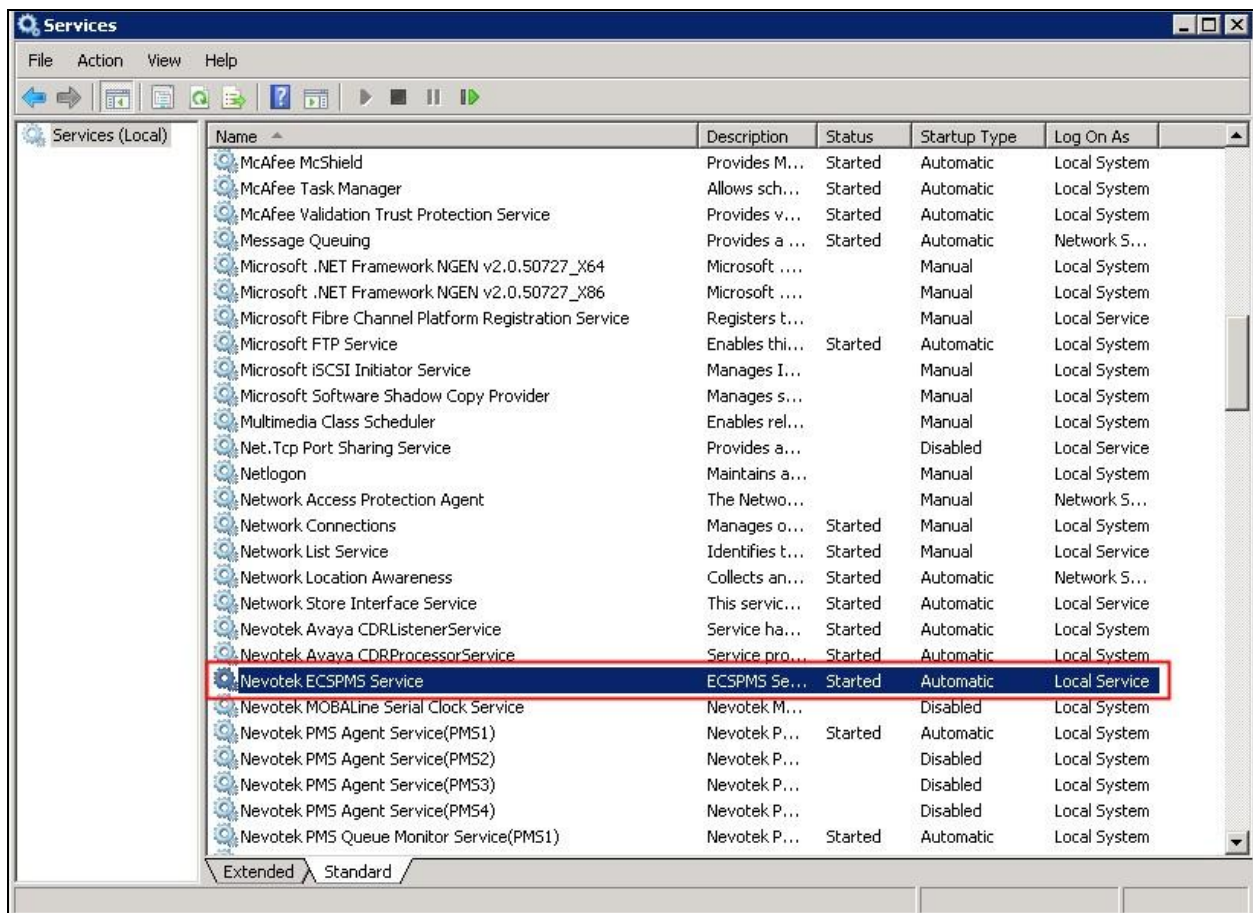 Services
File Action View Help
Services (Local)
Name Description Status Startup Type Log On As
McAfee McShield Provides M... Started Automatic Local System
McAfee Task Manager Allows sch... Started Automatic Local System
McAfee Validation Trust Protection Service Provides v... Started Automatic Local System
Message Queuing Provides a ... Started Automatic Network S...
Microsoft .NET Framework NGEN v2.0.50727_X64 Microsoft .... Manual Local System
Microsoft .NET Framework NGEN v2.0.50727_X86 Microsoft .... Manual Local System
Microsoft Fibre Channel Platform Registration Service Registers t... Manual Local Service
Microsoft FTP Service Enables thi... Started Automatic Local System
Microsoft iSCSI Initiator Service Manages I... Manual Local System
Microsoft Software Shadow Copy Provider Manages s... Manual Local System
Multimedia Class Scheduler Enables rel... Manual Local System
Net.Tcp Port Sharing Service Provides a... Disabled Local Service
Netlogon Maintains a... Manual Local System
Network Access Protection Agent The Netwo... Manual Network S...
Network Connections Manages o... Started Manual Local System
Network List Service Identifies t... Started Manual Local Service
Network Location Awareness Collects an... Started Automatic Network S...
Network Store Interface Service This servic... Started Automatic Local Service
Nevotek Avaya CDRListenerService Service ha... Started Automatic Local System
Nevotek Avaya CDRProcessorService Service pro... Started Automatic Local System
Nevotek ECSPMS Service ECSPMS Se... Started Automatic Local Service
Nevotek MOBALine Serial Clock Service Nevotek M... Disabled Local System
Nevotek PMS Agent Service(PMS1) Nevotek P... Started Automatic Local System
Nevotek PMS Agent Service(PMS2) Nevotek P... Disabled Local System
Nevotek PMS Agent Service(PMS3) Nevotek P... Disabled Local System
Nevotek PMS Agent Service(PMS4) Nevotek P... Disabled Local System
Nevotek PMS Queue Monitor Service(PMS1) Nevotek P... Started Automatic Local System
Extended Standard